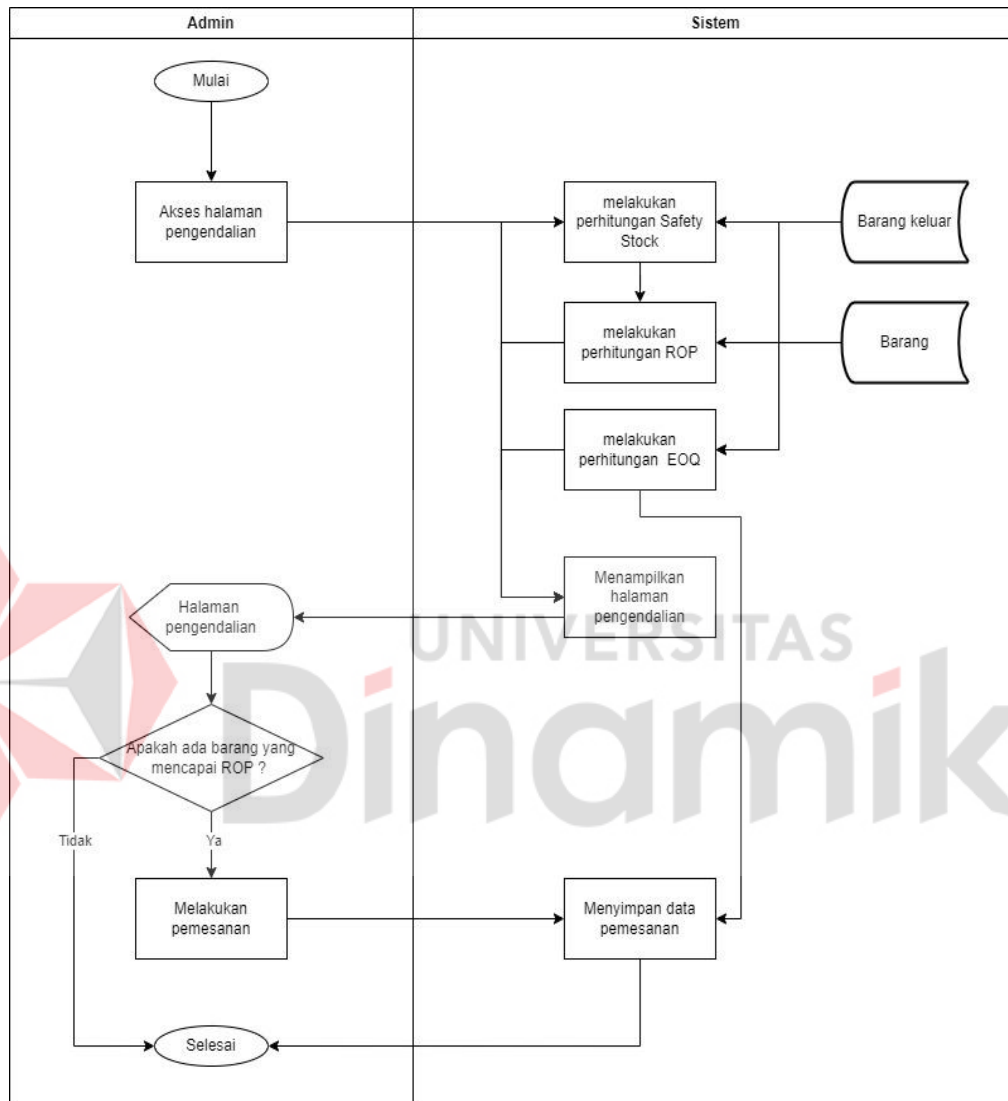 Admin
Sistem
Mulai
Akses halaman
pengendalian
melakukan
perhitungan Safety
Stock
Barang keluar
melakukan
perhitungan ROP
Barang
melakukan
perhitungan EOQ
Menampilkan
halaman
pengendalian
Halaman
pengendalian
UNIVERSITAS
Dinamika
Apakah ada barang yang
mencapai ROP ?
Tidak
Ya
Melakukan
pemesanan
Menyimpan data
pemesanan
Selesai